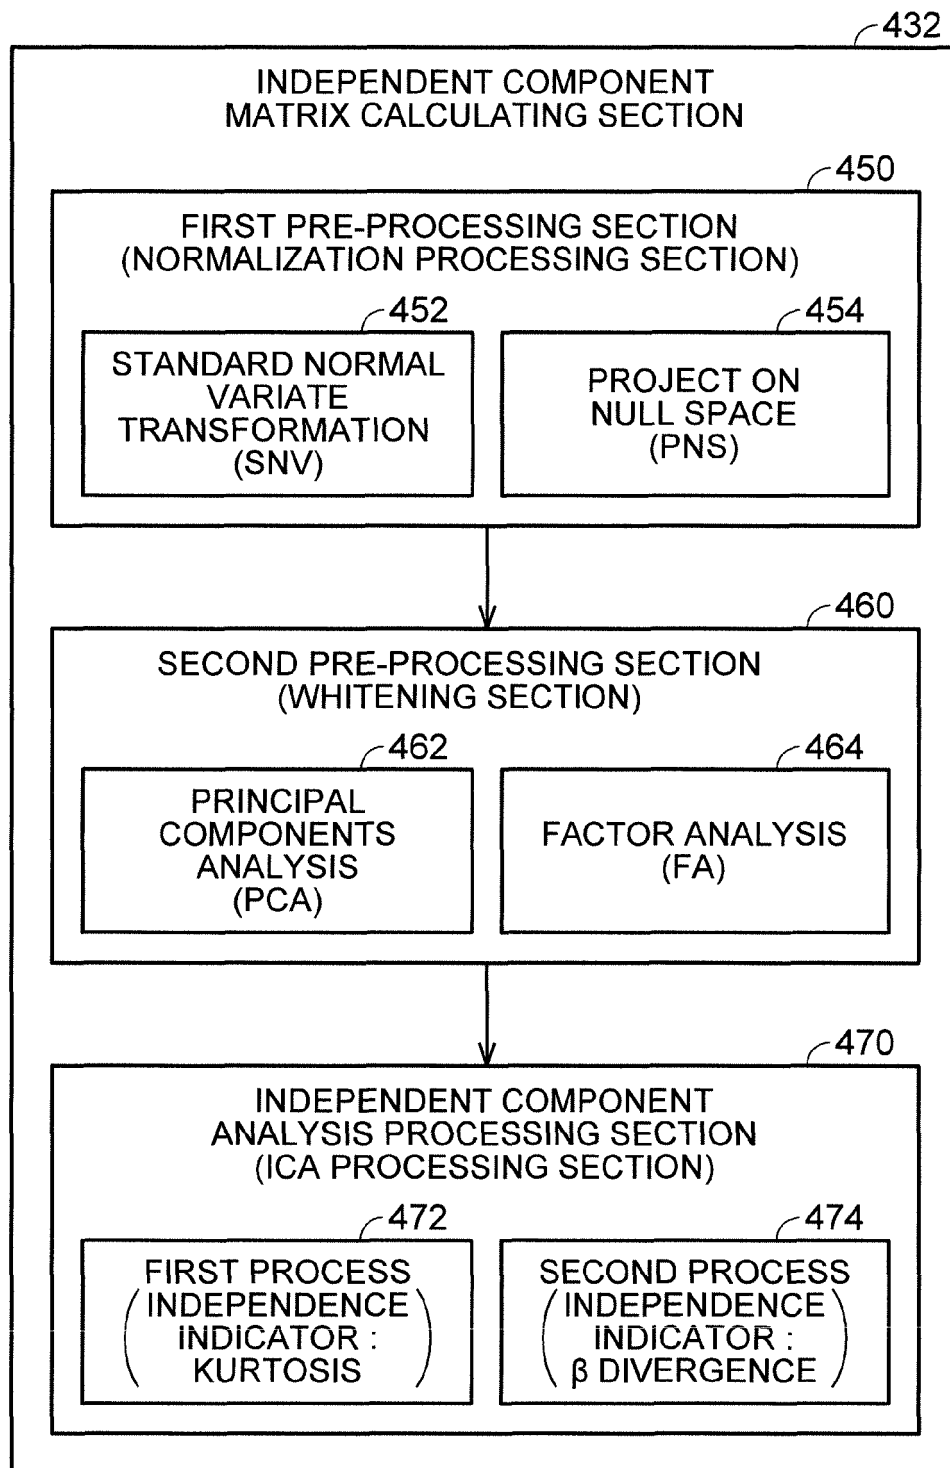 432
INDEPENDENT COMPONENT
MATRIX CALCULATING SECTION
450
FIRST PRE-PROCESSING SECTION
(NORMALIZATION PROCESSING SECTION)
452
STANDARD NORMAL
VARIATE
TRANSFORMATION
(SNV)
454
PROJECT ON
NULL SPACE
(PNS)
460
SECOND PRE-PROCESSING SECTION
(WHITENING SECTION)
462
PRINCIPAL
COMPONENTS
ANALYSIS
(PCA)
464
FACTOR ANALYSIS
(FA)
470
INDEPENDENT COMPONENT
ANALYSIS PROCESSING SECTION
(ICA PROCESSING SECTION)
472
FIRST PROCESS
(INDEPENDENCE
INDICATOR :
KURTOSIS)
474
SECOND PROCESS
(INDEPENDENCE
INDICATOR :
β DIVERGENCE)